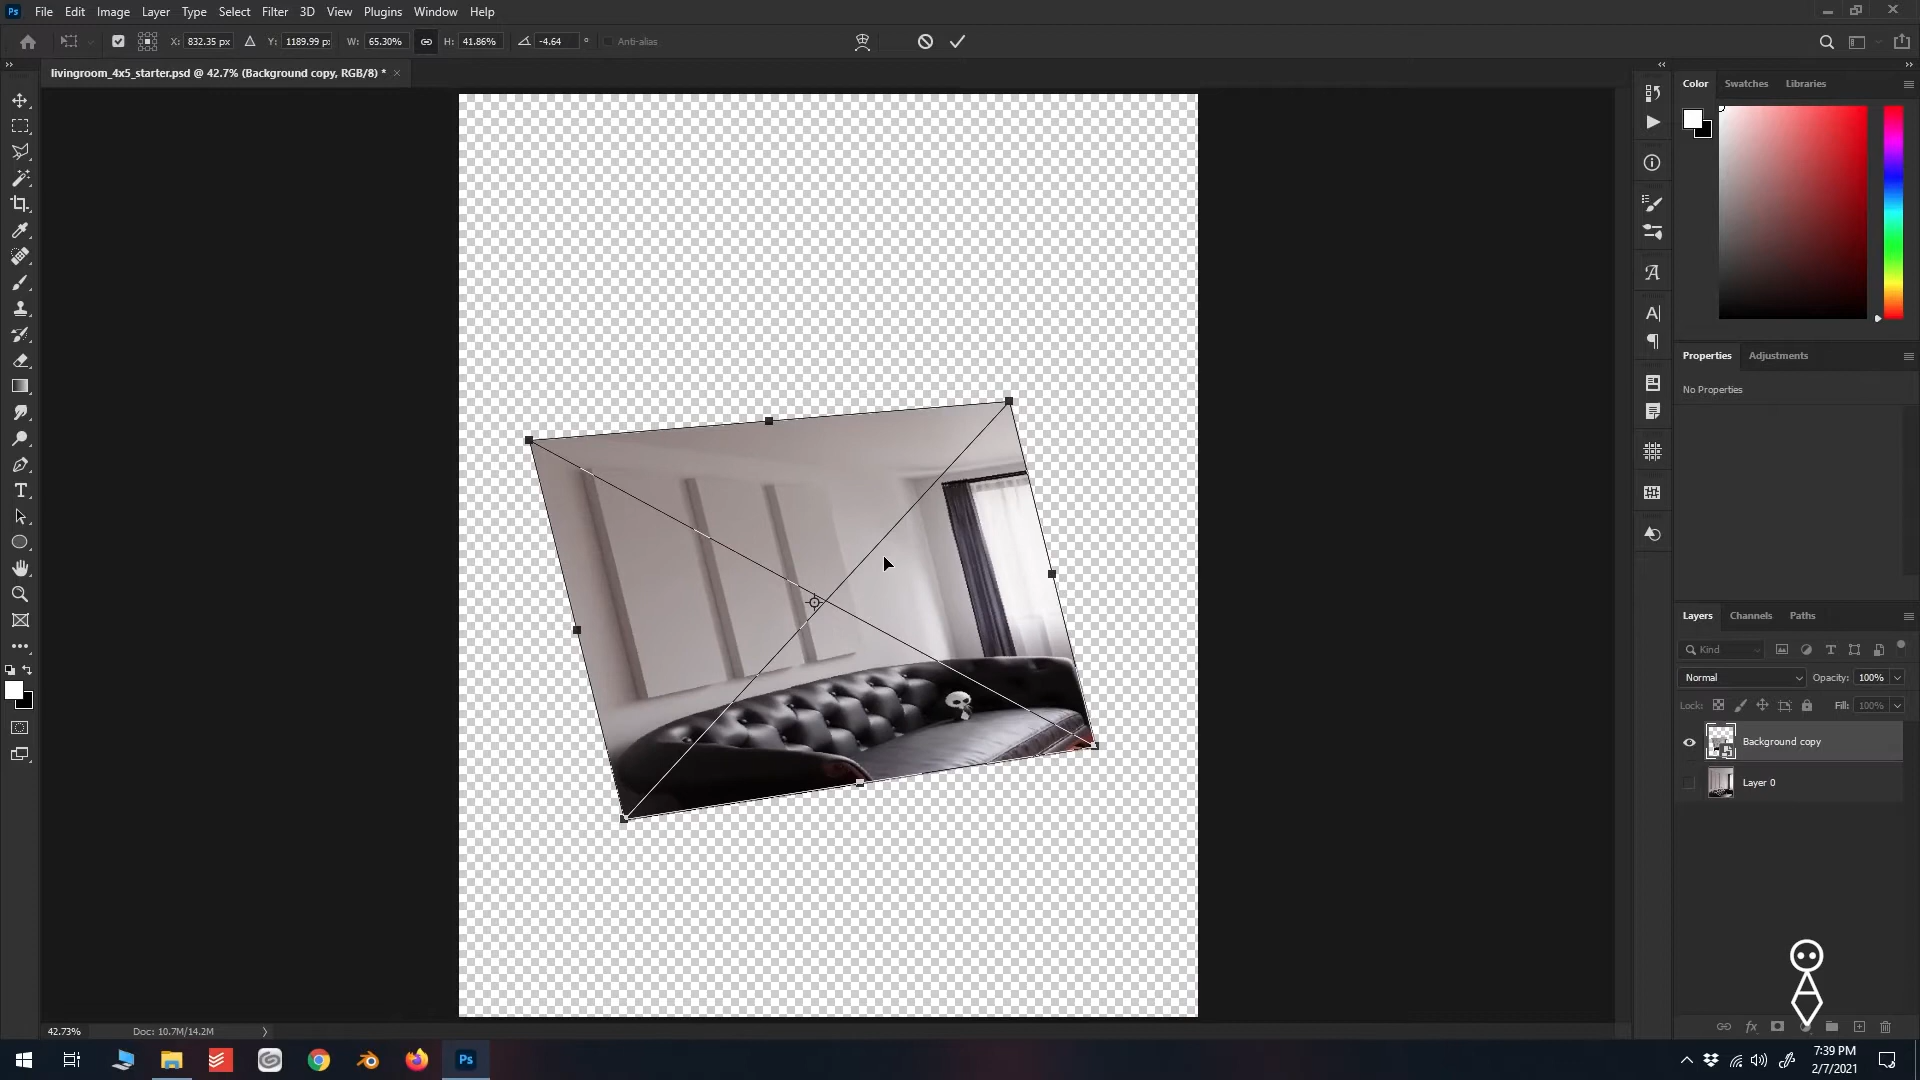 Ps File Edit Image Layer Type Select Filter 3D View Plugins Window Help
X: 832.35 px Y: 1189.99 p: W: 65.30% H: 41.86% -4.64 ° Anti-alias
livingroom_4x5_starter.psd @ 42.7% (Background copy, RGB/8) *
Color Swatches Libraries
Properties Adjustments
No Properties
Layers Channels Paths
Kind
Normal Opacity: 100%
Lock: Fill: 100%
Background copy
Layer 0
42.73% Doc: 10.7M/14.2M
Ps
7:39 PM
2/7/2021